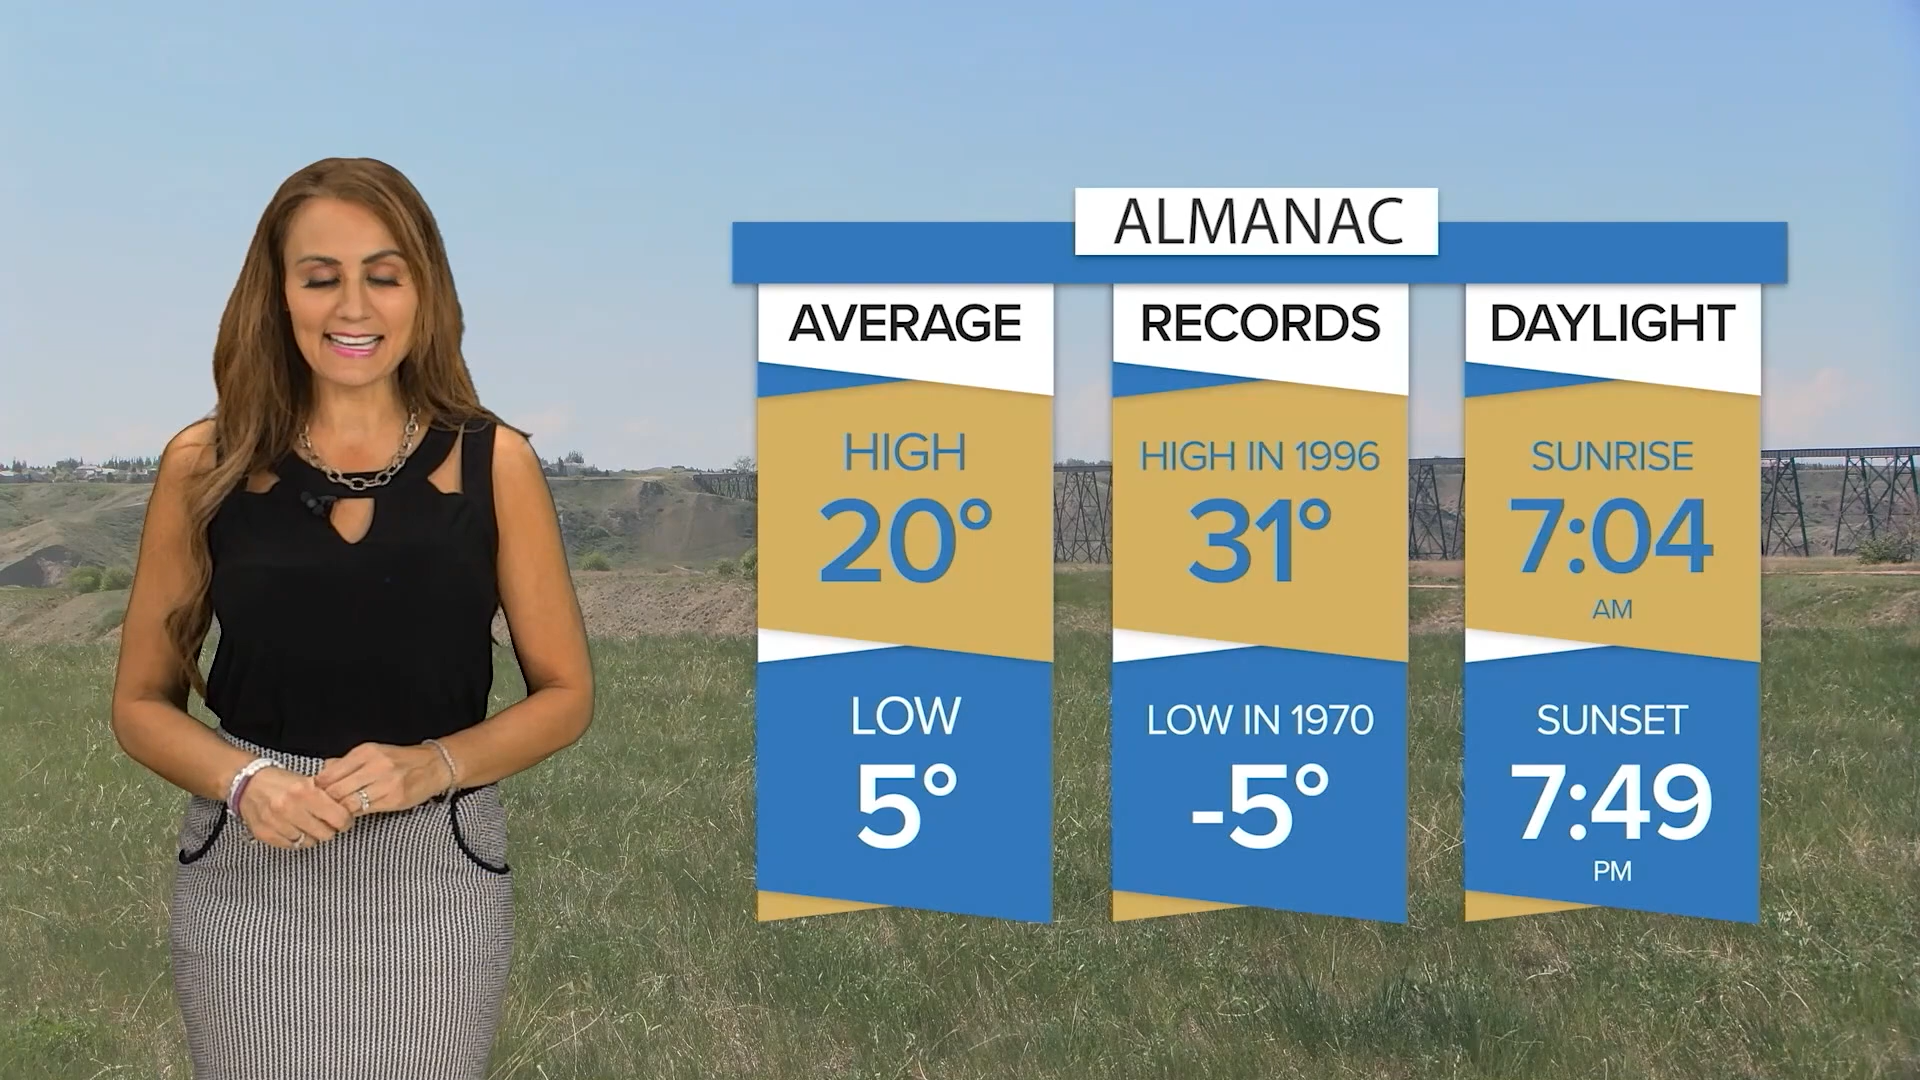 ALMANAC
AVERAGE
HIGH
20°
LOW
5°
RECORDS
HIGH IN 1996
31°
LOW IN 1970
-5°
DAYLIGHT
SUNRISE
7:04
AM
SUNSET
7:49
PM